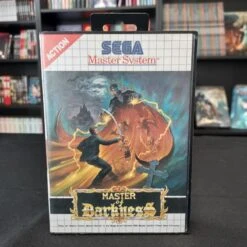 ACTION
SEGA
Master System
MASTER
of
Darkness